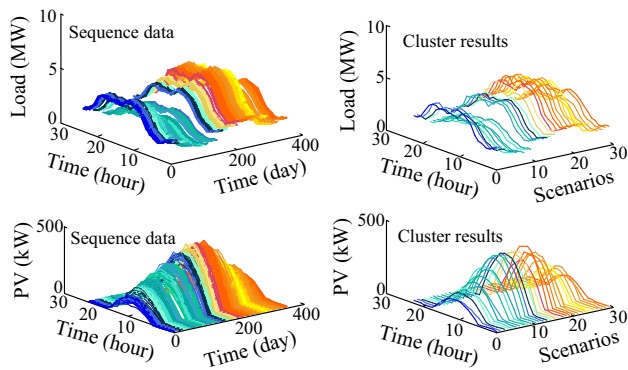 10
Sequence data
Load (MW)
5
0
30
20
10
0
Time (hour)
200
400
Time (day)
10
Cluster results
Load (MW)
5
0
30
20
10
0
Time (hour)
10
20
30
Scenarios
500
Sequence data
PV (kW)
0
30
20
10
0
Time (hour)
200
400
Time (day)
500
Cluster results
PV (kW)
0
30
20
10
0
Time (hour)
10
20
30
Scenarios